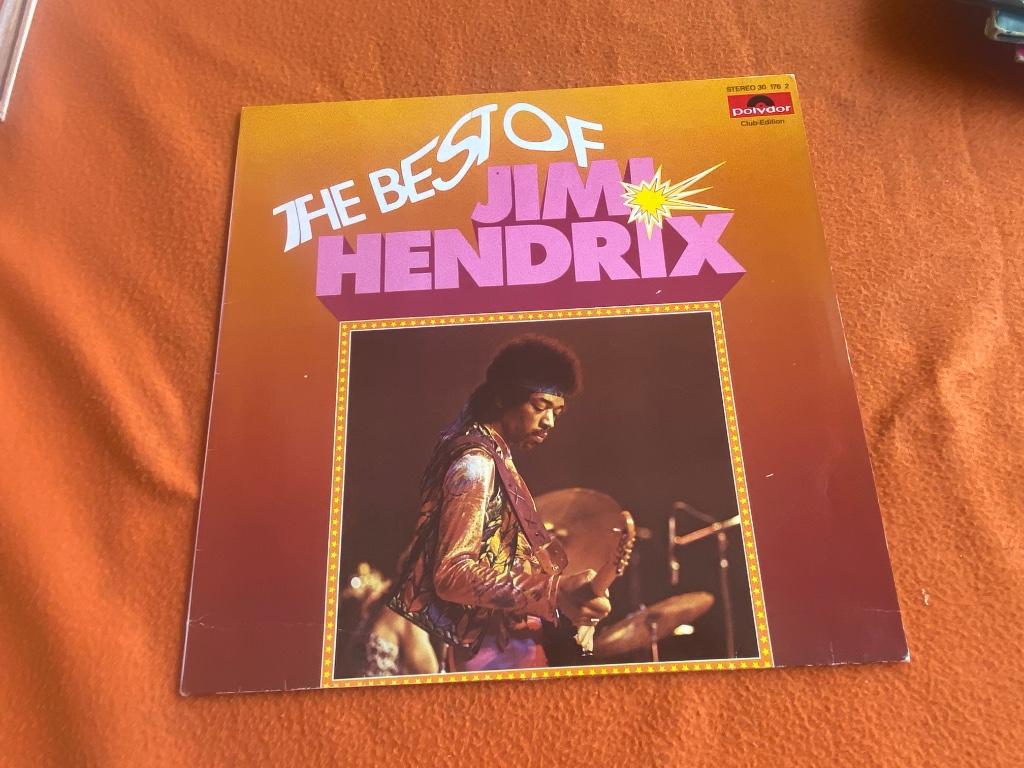 STEREO 30 176 2
polydor
Club-Edition
THE BEST OF
JIMI
HENDRIX